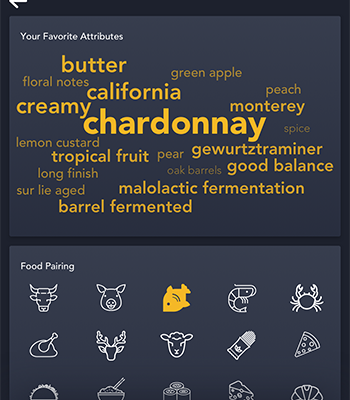 Your Favorite Attributes
butter
green apple
floral notes
california
peach
creamy
monterey
chardonnay
spice
lemon custard
gewurtztraminer
tropical fruit
pear
good balance
long finish
oak barrels
sur lie aged
malolactic fermentation
barrel fermented
Food Pairing